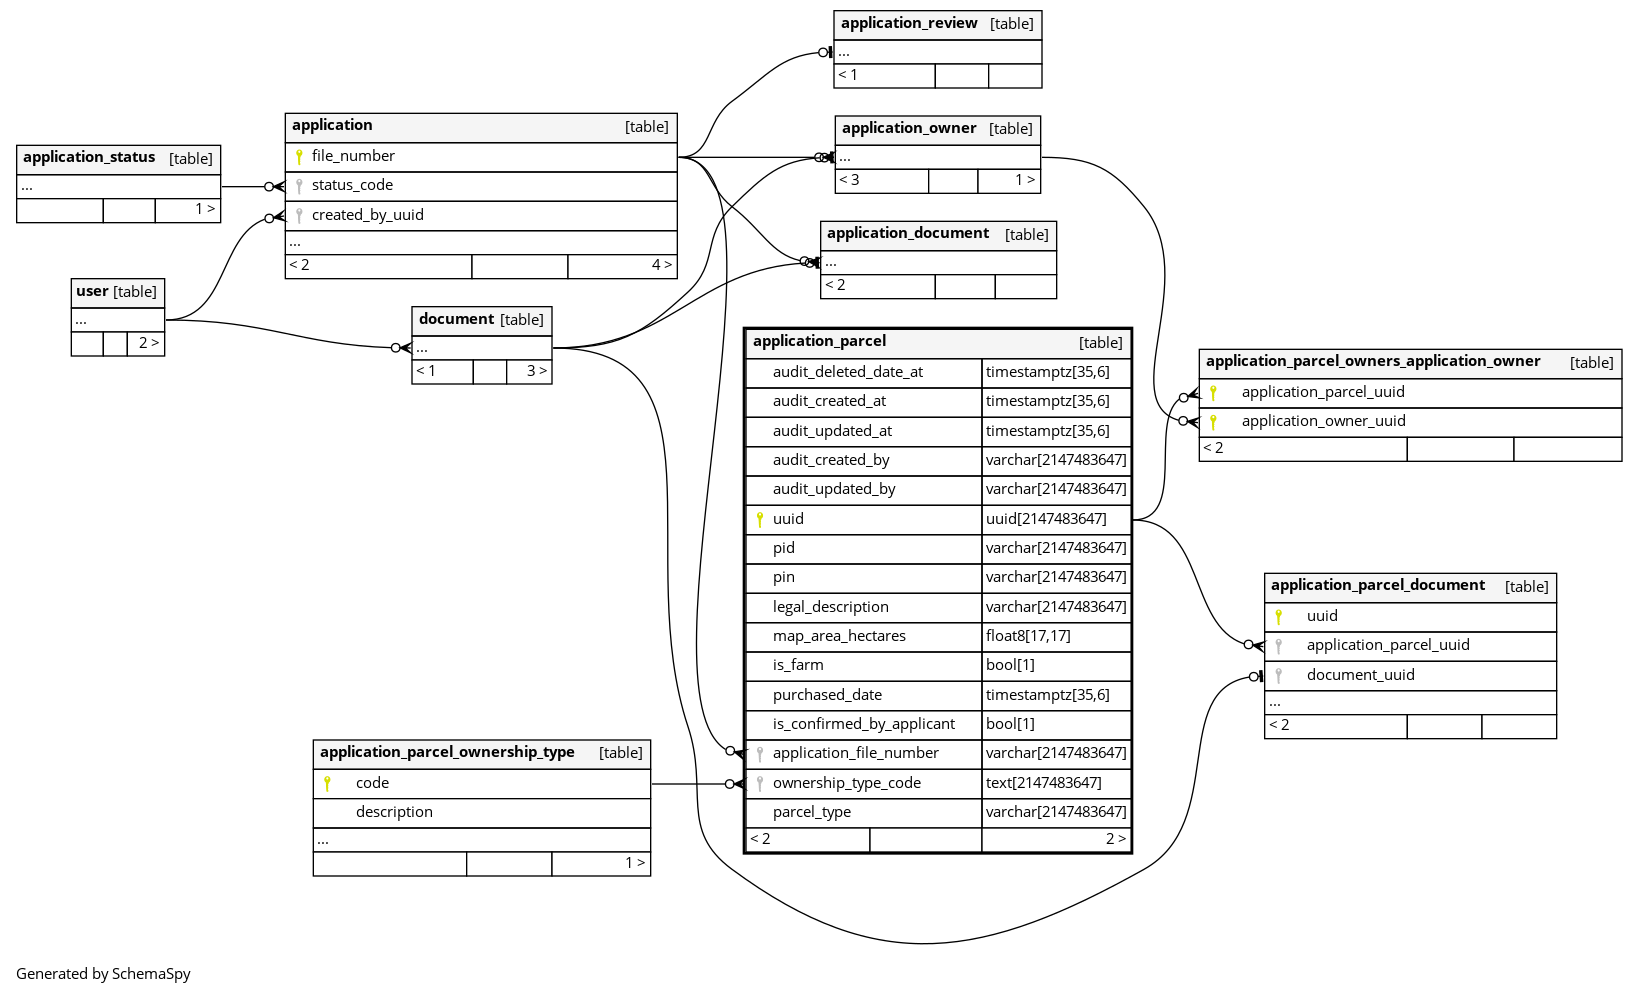 application_review [table]
...
< 1
application_owner [table]
...
< 3 1 >
application_document [table]
...
< 2
application [table]
file_number
status_code
created_by_uuid
...
< 2 4 >
application_status [table]
...
1 >
user [table]
...
2 >
document [table]
...
< 1 3 >
application_parcel [table]
audit_deleted_date_at timestamptz[35,6]
audit_created_at timestamptz[35,6]
audit_updated_at timestamptz[35,6]
audit_created_by varchar[2147483647]
audit_updated_by varchar[2147483647]
uuid uuid[2147483647]
pid varchar[2147483647]
pin varchar[2147483647]
legal_description varchar[2147483647]
map_area_hectares float8[17,17]
is_farm bool[1]
purchased_date timestamptz[35,6]
is_confirmed_by_applicant bool[1]
application_file_number varchar[2147483647]
ownership_type_code text[2147483647]
parcel_type varchar[2147483647]
< 2 2 >
application_parcel_owners_application_owner [table]
application_parcel_uuid
application_owner_uuid
< 2
application_parcel_document [table]
uuid
application_parcel_uuid
document_uuid
...
< 2
application_parcel_ownership_type [table]
code
description
...
1 >
Generated by SchemaSpy